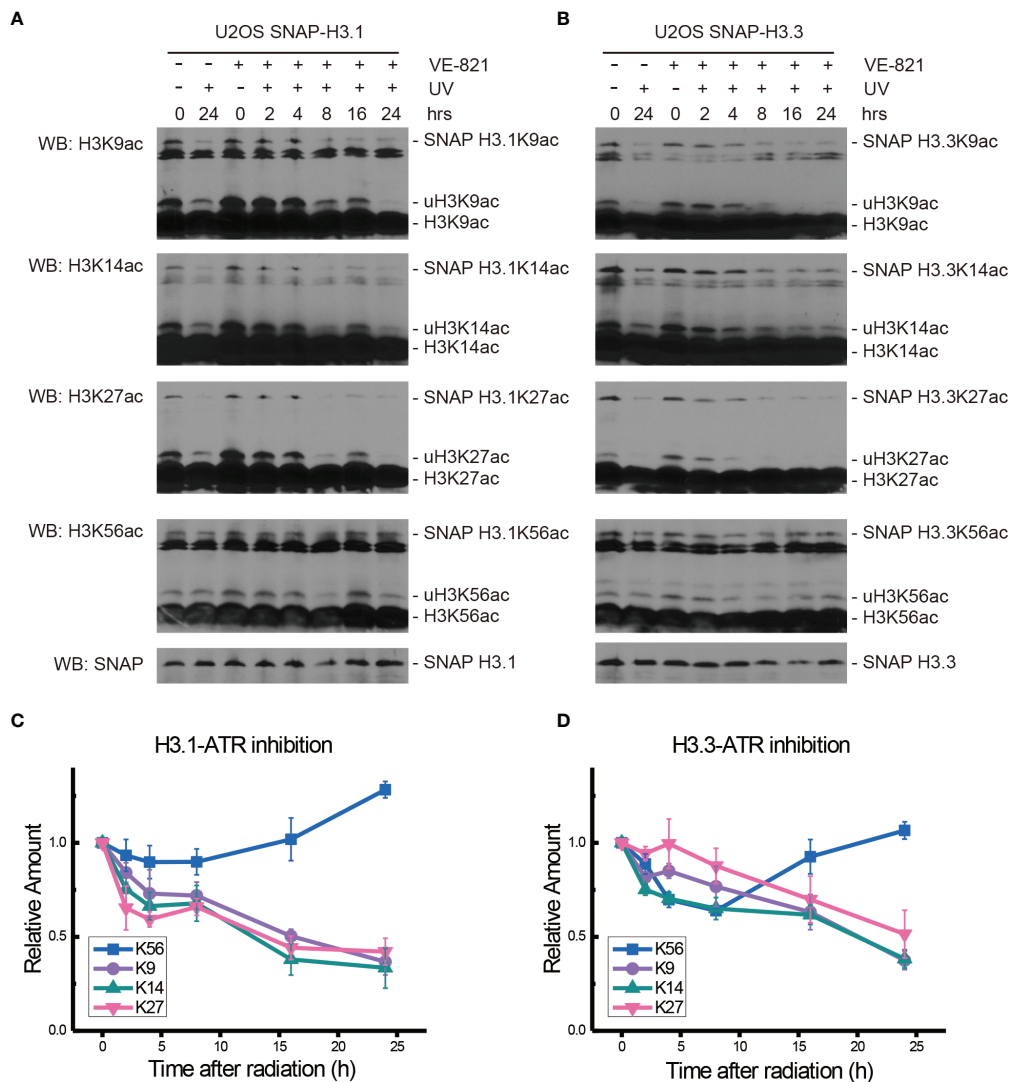 A
U2OS SNAP-H3.1
- - + + + + + + VE-821
- + - + + + + + UV
0 24 0 2 4 8 16 24 hrs
WB: H3K9ac
- SNAP H3.1K9ac
- uH3K9ac
- H3K9ac
WB: H3K14ac
- SNAP H3.1K14ac
- uH3K14ac
- H3K14ac
WB: H3K27ac
- SNAP H3.1K27ac
- uH3K27ac
- H3K27ac
WB: H3K56ac
- SNAP H3.1K56ac
- uH3K56ac
- H3K56ac
WB: SNAP
- SNAP H3.1
B
U2OS SNAP-H3.3
- - + + + + + + VE-821
- + - + + + + + UV
0 24 0 2 4 8 16 24 hrs
- SNAP H3.3K9ac
- uH3K9ac
- H3K9ac
- SNAP H3.3K14ac
- uH3K14ac
- H3K14ac
- SNAP H3.3K27ac
- uH3K27ac
- H3K27ac
- SNAP H3.3K56ac
- uH3K56ac
- H3K56ac
- SNAP H3.3
C
H3.1-ATR inhibition
Relative Amount
1.0
0.5
0.0
K56
K9
K14
K27
0 5 10 15 20 25
Time after radiation (h)
D
H3.3-ATR inhibition
Relative Amount
1.0
0.5
0.0
K56
K9
K14
K27
0 5 10 15 20 25
Time after radiation (h)